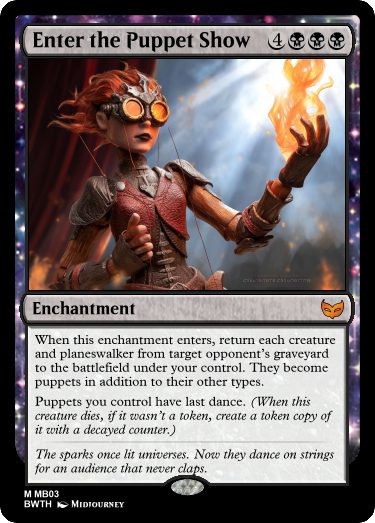 Enter the Puppet Show 4
Enchantment
When this enchantment enters, return each creature
and planeswalker from target opponent's graveyard
to the battlefield under your control. They become
puppets in addition to their other types.
Puppets you control have last dance. (When this
creature dies, if it wasn't a token, create a token copy of
it with a decayed counter.)
The sparks once lit universes. Now they dance on strings
for an audience that never claps.
M MB03
BWTH Midjourney